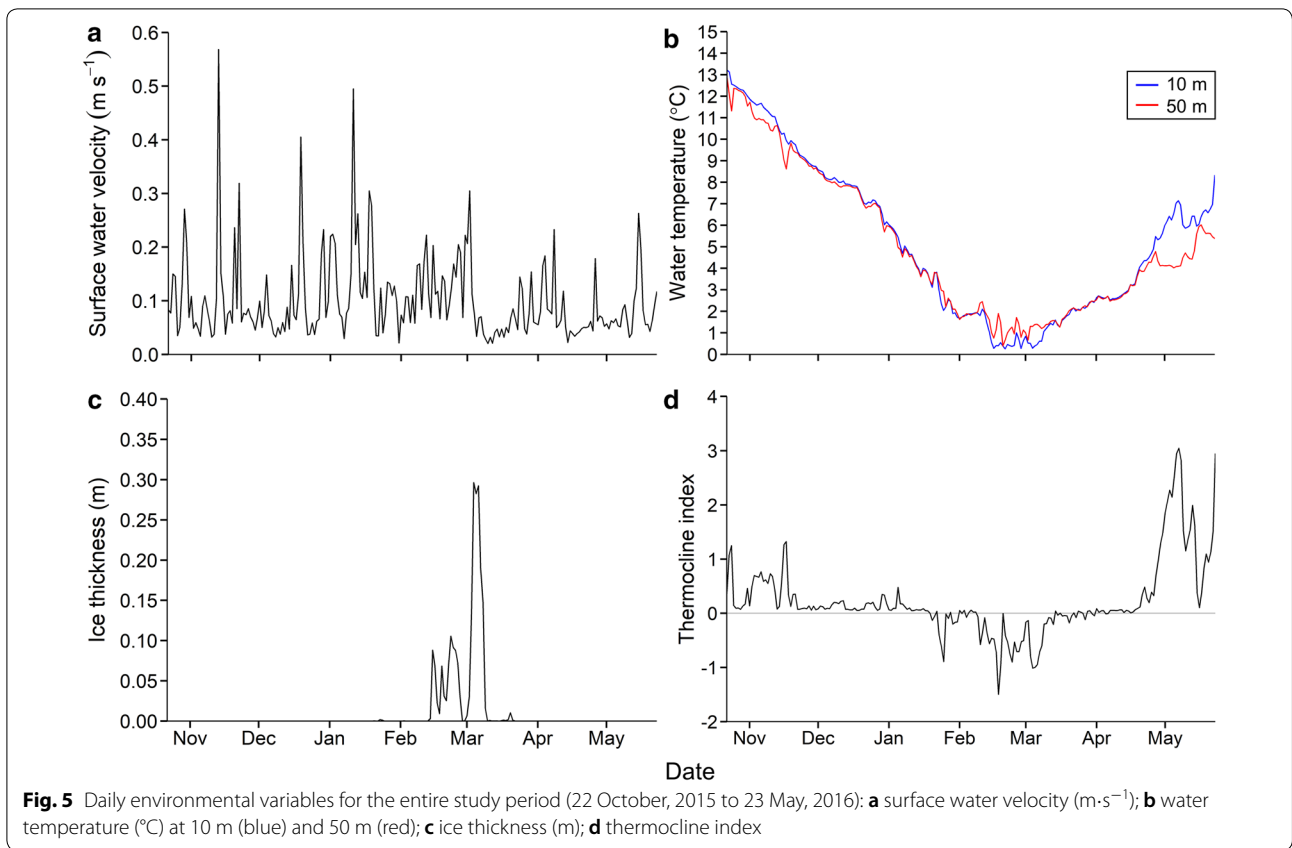 a
Surface water velocity (m s⁻¹)
0.6
0.5
0.4
0.3
0.2
0.1
0.0
b
Water temperature (°C)
15
14
13
12
11
10
9
8
7
6
5
4
3
2
1
0
10 m
50 m
c
Ice thickness (m)
0.40
0.35
0.30
0.25
0.20
0.15
0.10
0.05
0.00
Nov Dec Jan Feb Mar Apr May
d
Thermocline index
4
3
2
1
0
-1
-2
Nov Dec Jan Feb Mar Apr May
Date
Fig. 5 Daily environmental variables for the entire study period (22 October, 2015 to 23 May, 2016): a surface water velocity (m·s⁻¹); b water
temperature (°C) at 10 m (blue) and 50 m (red); c ice thickness (m); d thermocline index